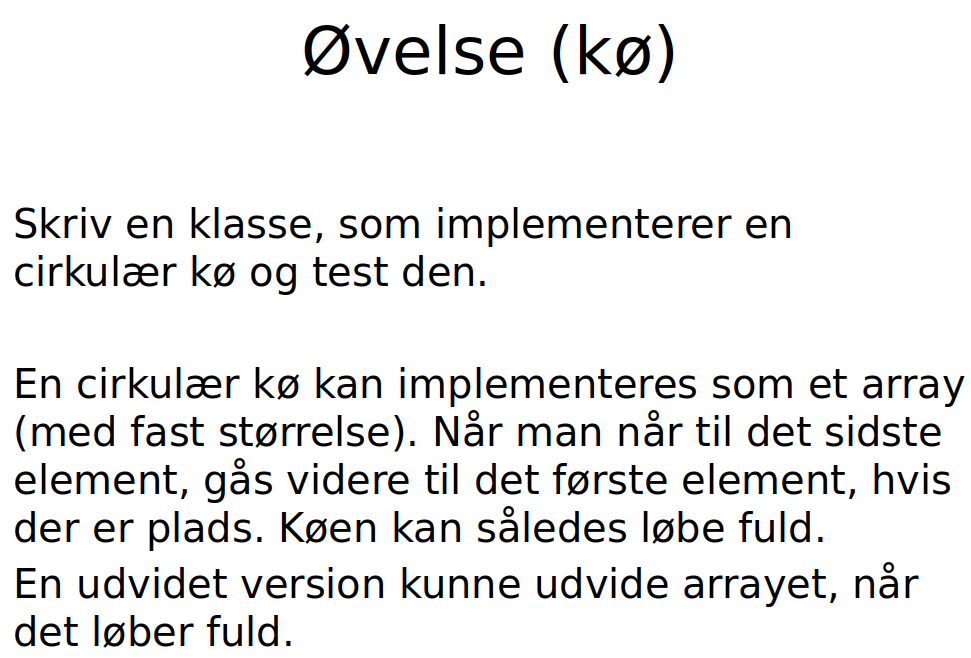 Øvelse (kø)
Skriv en klasse, som implementerer en
cirkulær kø og test den.
En cirkulær kø kan implementeres som et array
(med fast størrelse). Når man når til det sidste
element, gås videre til det første element, hvis
der er plads. Køen kan således løbe fuld.
En udvidet version kunne udvide arrayet, når
det løber fuld.